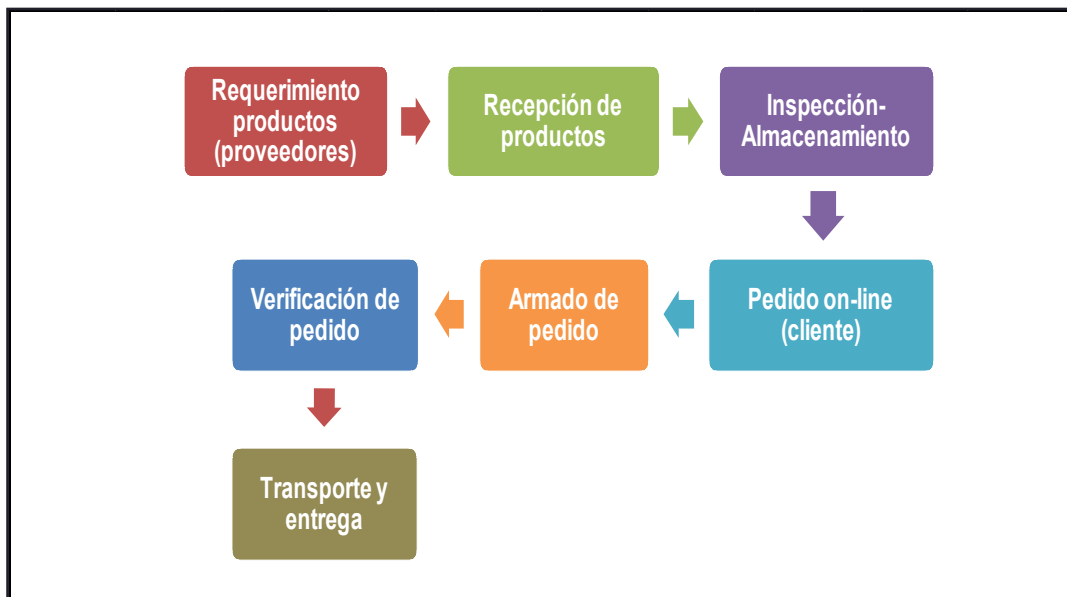 Requerimiento
productos
(proveedores)
Recepción de
productos
Inspección-
Almacenamiento
Pedido on-line
(cliente)
Armado de
pedido
Verificación de
pedido
Transporte y
entrega